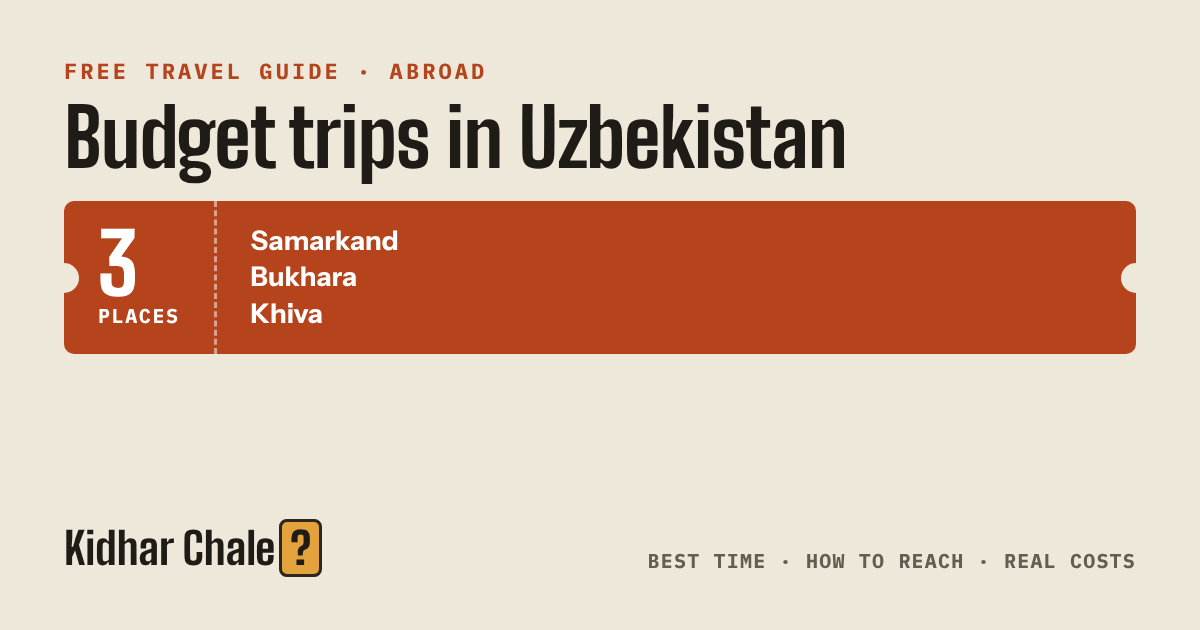 FREE TRAVEL GUIDE · ABROAD
Budget trips in Uzbekistan
3
PLACES
Samarkand
Bukhara
Khiva
Kidhar Chale ?
BEST TIME · HOW TO REACH · REAL COSTS